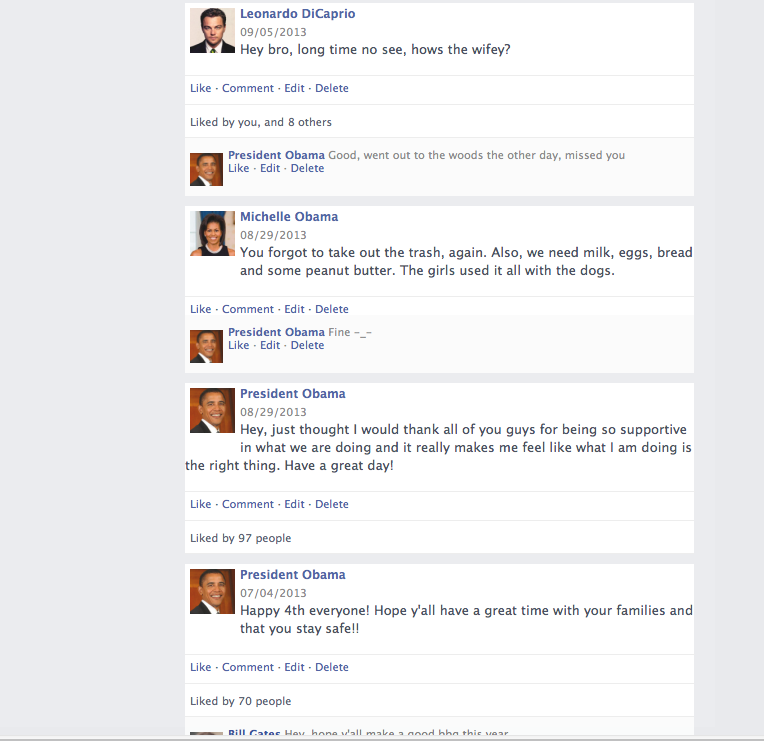 Leonardo DiCaprio
09/05/2013
Hey bro, long time no see, hows the wifey?
Like · Comment · Edit · Delete
Liked by you, and 8 others
President Obama Good, went out to the woods the other day, missed you
Like · Edit · Delete
Michelle Obama
08/29/2013
You forgot to take out the trash, again. Also, we need milk, eggs, bread
and some peanut butter. The girls used it all with the dogs.
Like · Comment · Edit · Delete
President Obama Fine -_-
Like · Edit · Delete
President Obama
08/29/2013
Hey, just thought I would thank all of you guys for being so supportive
in what we are doing and it really makes me feel like what I am doing is
the right thing. Have a great day!
Like · Comment · Edit · Delete
Liked by 97 people
President Obama
07/04/2013
Happy 4th everyone! Hope y'all have a great time with your families and
that you stay safe!!
Like · Comment · Edit · Delete
Liked by 70 people
Bill Gates Hey, hope y'all make a good bbq this year